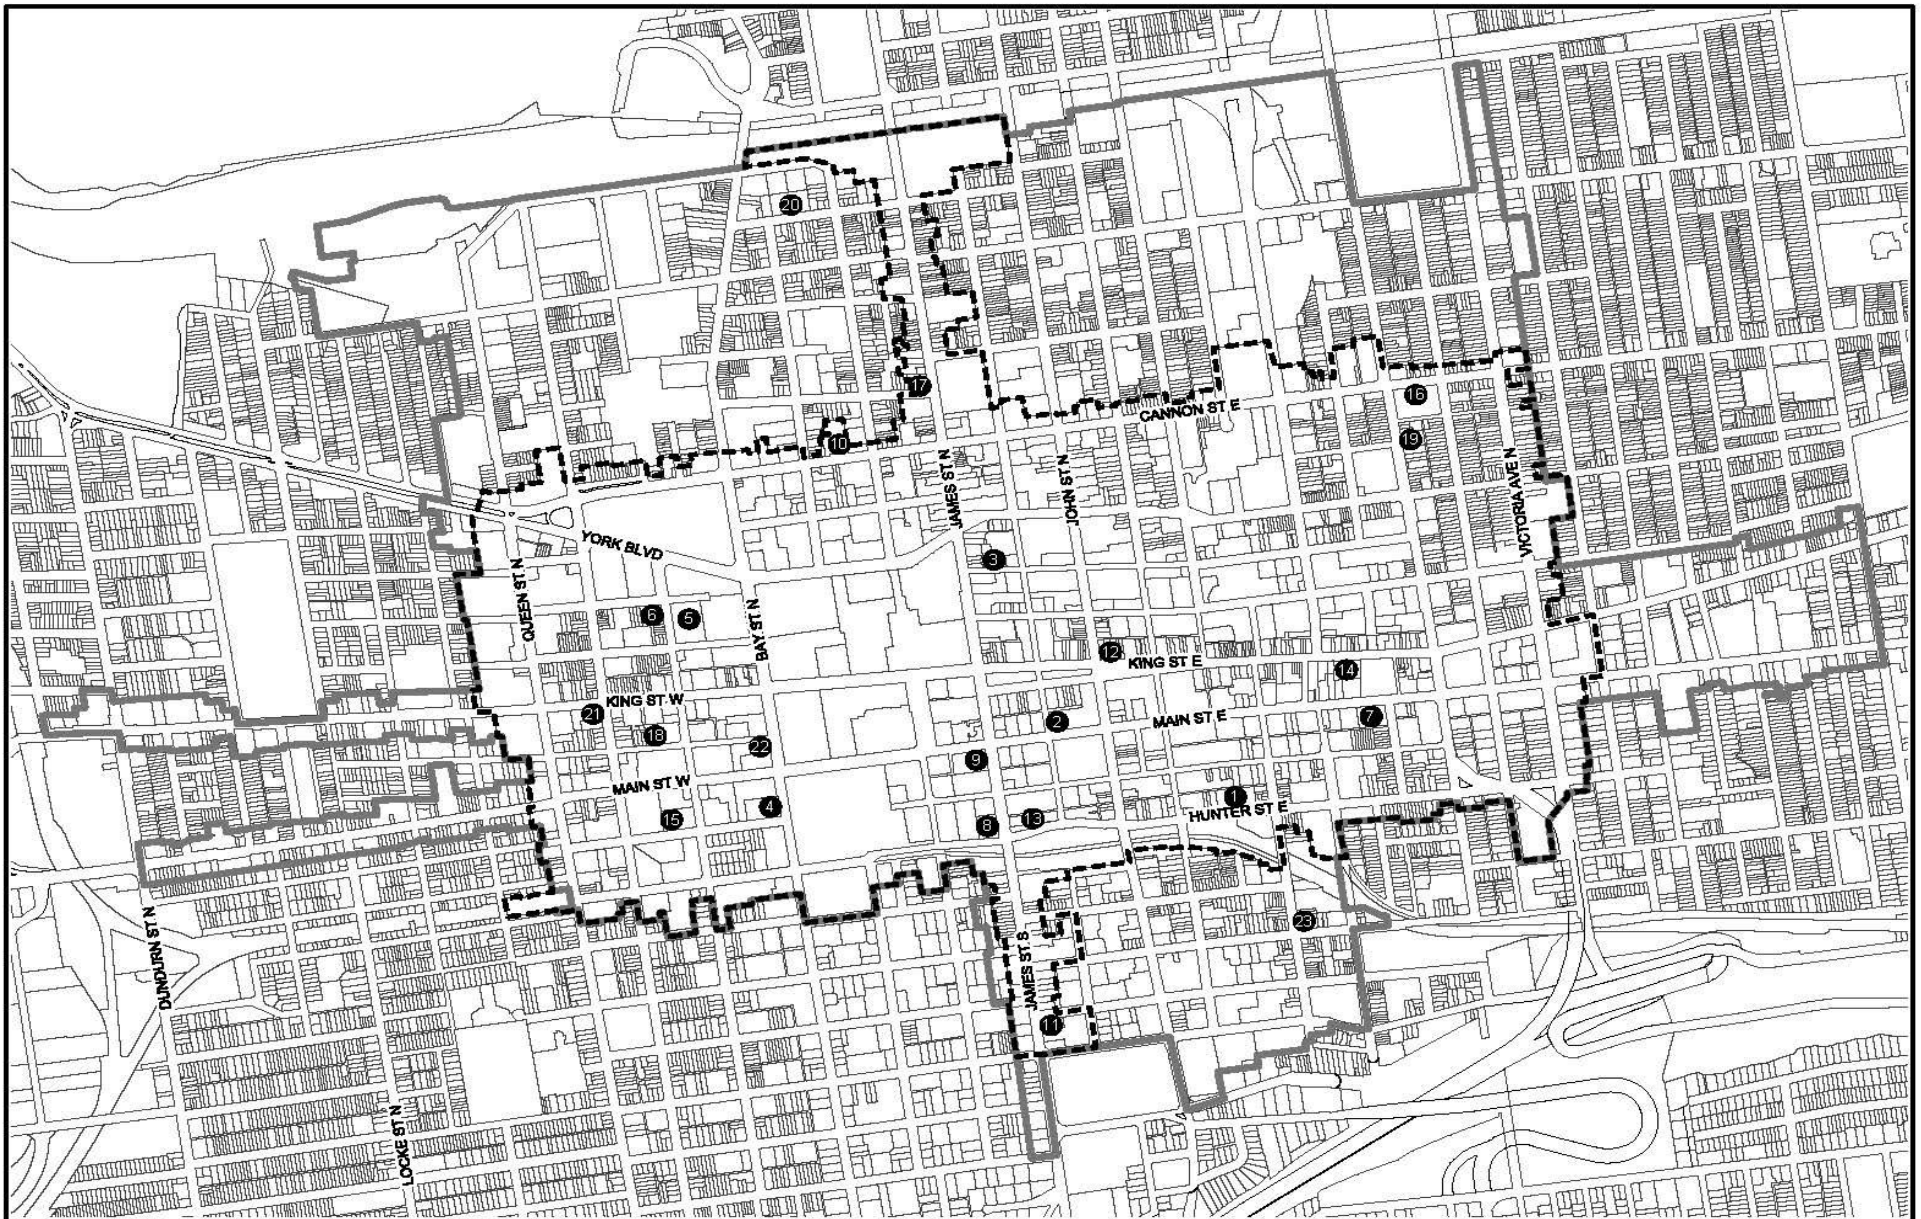 20
17
16
CANNON ST E
10
19
JAMES ST N
JOHN ST N
VICTORIA AVE N
YORK BLVD
3
QUEEN ST N
6
5
BAY ST N
12
KING ST E
14
KING ST W
21
18
22
2
MAIN ST E
7
9
MAIN ST W
4
15
1
HUNTER ST E
8
13
23
DUNDURN ST N
JAMES ST S
11
LOCKE ST N